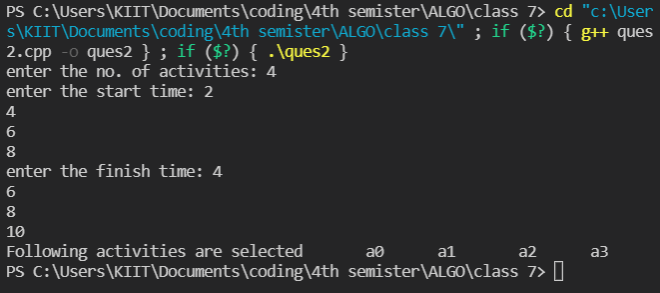 PS C:\Users\KIIT\Documents\coding\4th semister\ALGO\class 7> cd "c:\User
s\KIIT\Documents\coding\4th semister\ALGO\class 7\" ; if ($?) { g++ ques
2.cpp -o ques2 } ; if ($?) { .\ques2 }
enter the no. of activities: 4
enter the start time: 2
4
6
8
enter the finish time: 4
6
8
10
Following activities are selected a0 a1 a2 a3
PS C:\Users\KIIT\Documents\coding\4th semister\ALGO\class 7>